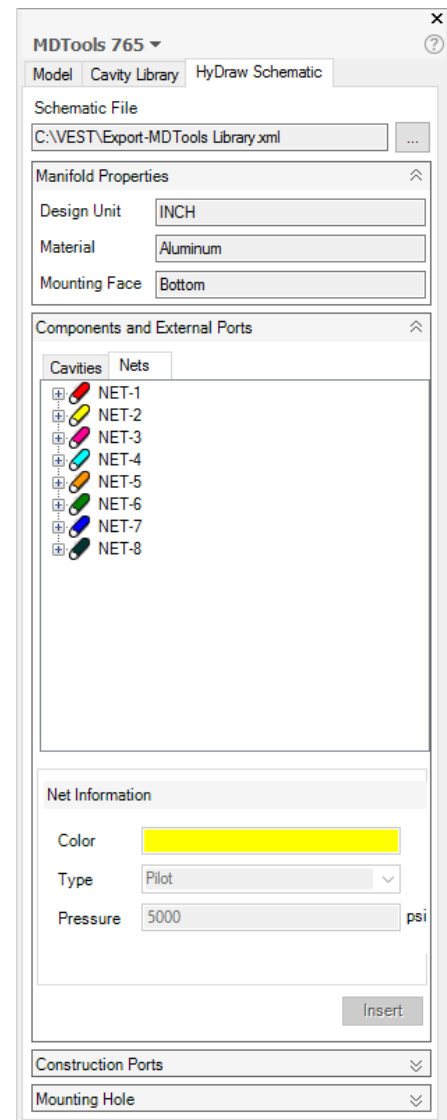 MDTools 765
Model Cavity Library HyDraw Schematic
Schematic File
C:\VEST\Export-MDTools Library.xml ...
Manifold Properties
Design Unit INCH
Material Aluminum
Mounting Face Bottom
Components and External Ports
Cavities Nets
NET-1
NET-2
NET-3
NET-4
NET-5
NET-6
NET-7
NET-8
Net Information
Color
Type Pilot
Pressure 5000 psi
Insert
Construction Ports
Mounting Hole